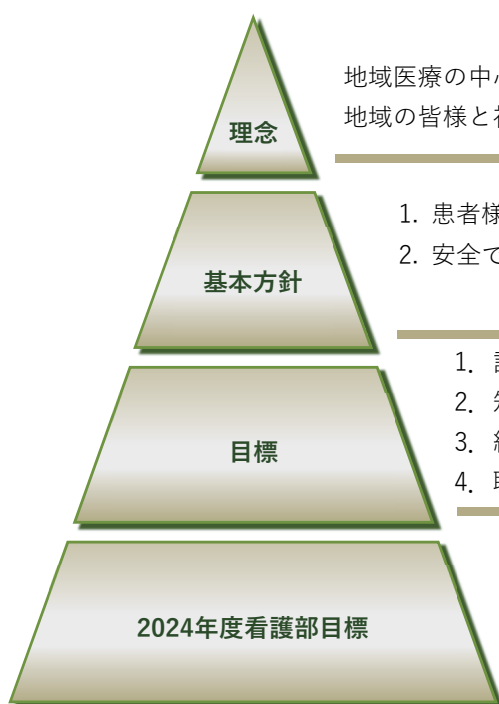 地域医療の中
地域の皆様と
理念
1. 患者様
2. 安全で
基本方針
1.
2.
3.
4.
目標
2024年度看護部目標